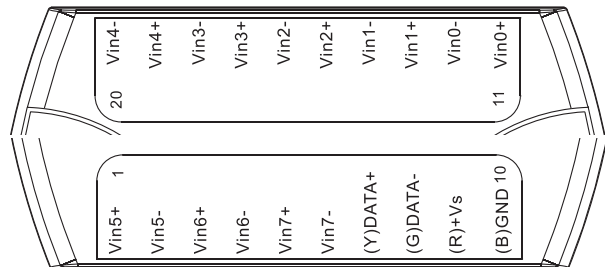 Vin4-
Vin4+
Vin3-
Vin3+
Vin2-
Vin2+
Vin1-
Vin1+
Vin0-
Vin0+
20
11
1
10
Vin5+
Vin5-
Vin6+
Vin6-
Vin7+
Vin7-
(Y)DATA+
(G)DATA-
(R)+Vs
(B)GND